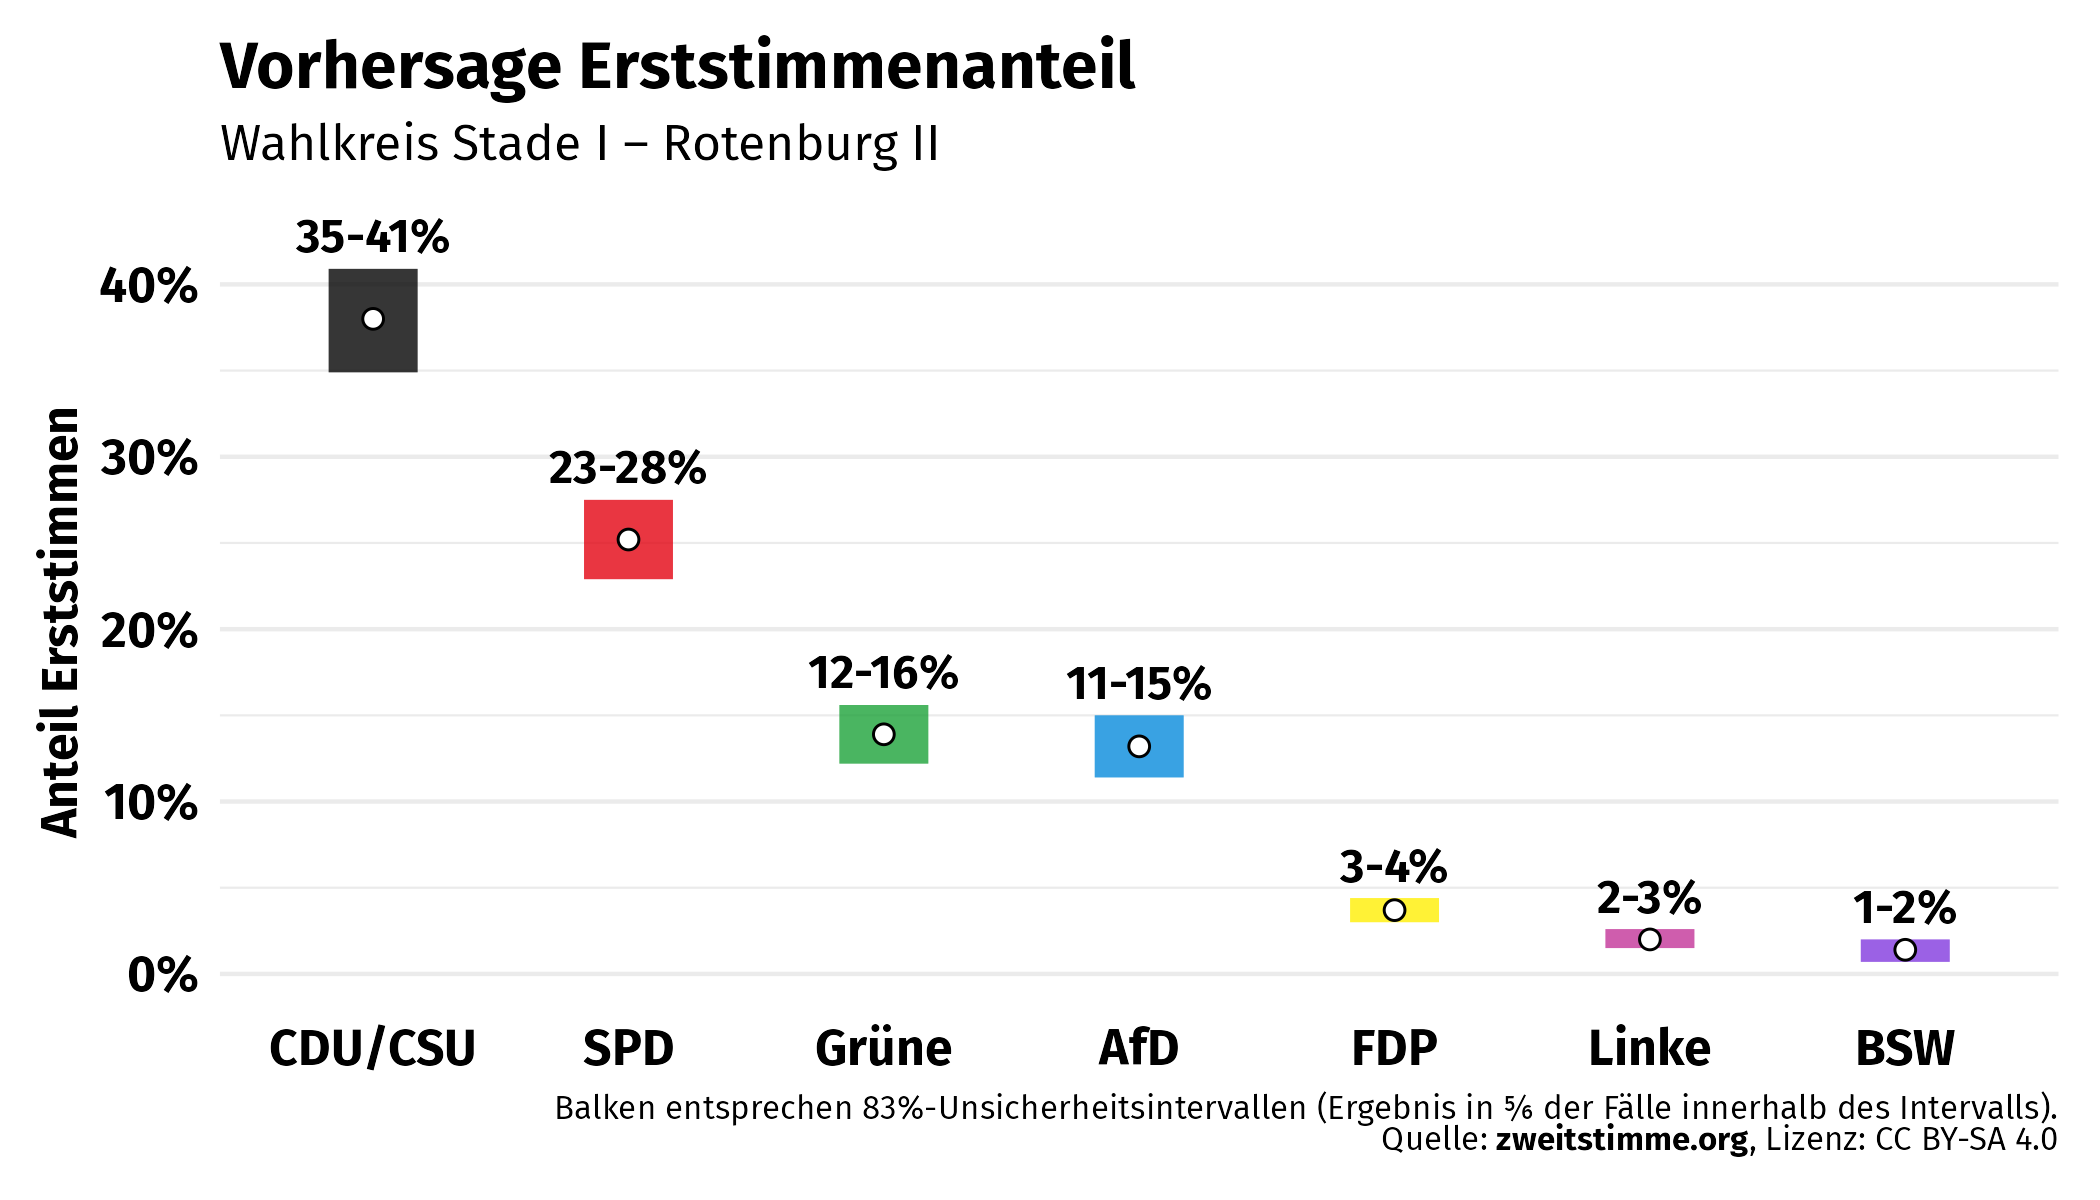 Vorhersage Erststimmenanteil
Wahlkreis Stade I – Rotenburg II
Anteil Erststimmen
40%
30%
20%
10%
0%
35-41%
23-28%
12-16%
11-15%
3-4%
2-3%
1-2%
CDU/CSU
SPD
Grüne
AfD
FDP
Linke
BSW
Balken entsprechen 83%-Unsicherheitsintervallen (Ergebnis in ⅚ der Fälle innerhalb des Intervalls).
Quelle: zweitstimme.org, Lizenz: CC BY-SA 4.0